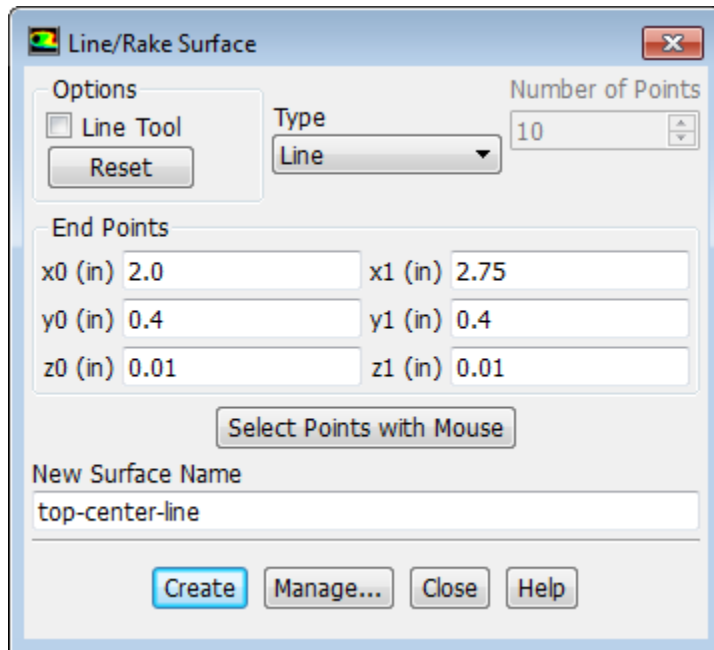 Line/Rake Surface
Options
Line Tool
Reset
Type
Line
Number of Points
10
End Points
x0 (in) 2.0 x1 (in) 2.75
y0 (in) 0.4 y1 (in) 0.4
z0 (in) 0.01 z1 (in) 0.01
Select Points with Mouse
New Surface Name
top-center-line
Create Manage... Close Help